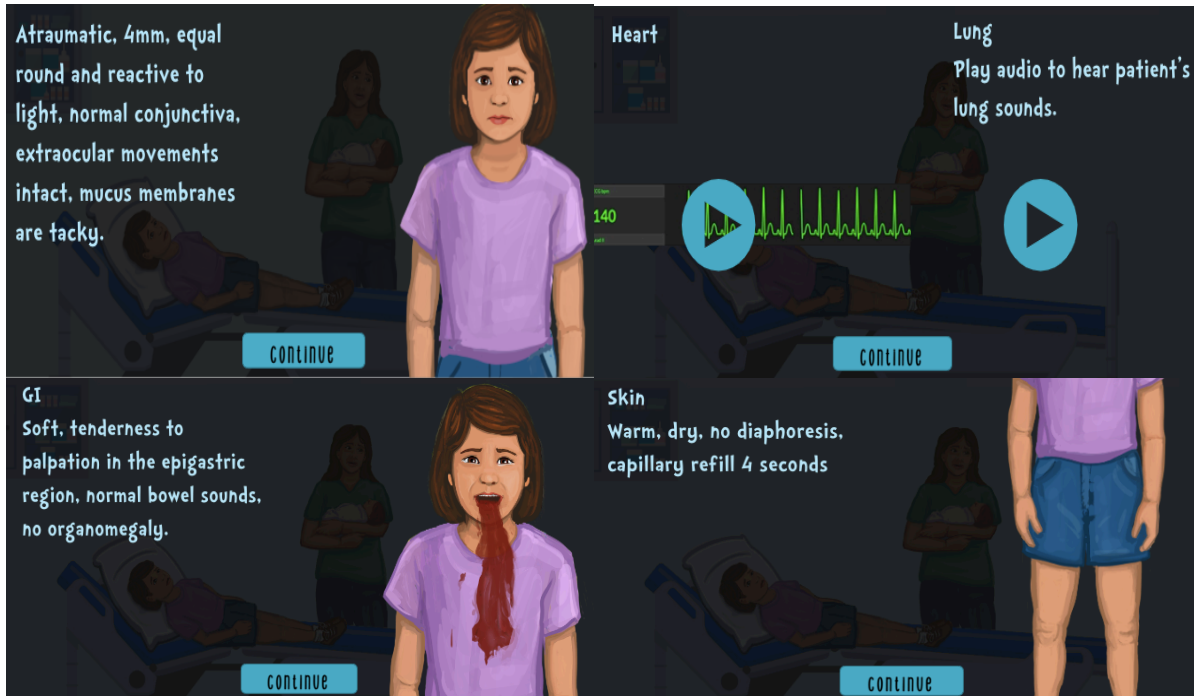 Atraumatic, 4mm, equal
round and reactive to
light, normal conjunctiva,
extraocular movements
intact, mucus membranes
are tacky.
continue
Heart
140
Lung
Play audio to hear patient's
lung sounds.
continue
GI
Soft, tenderness to
palpation in the epigastric
region, normal bowel sounds,
no organomegaly.
continue
Skin
Warm, dry, no diaphoresis,
capillary refill 4 seconds
continue